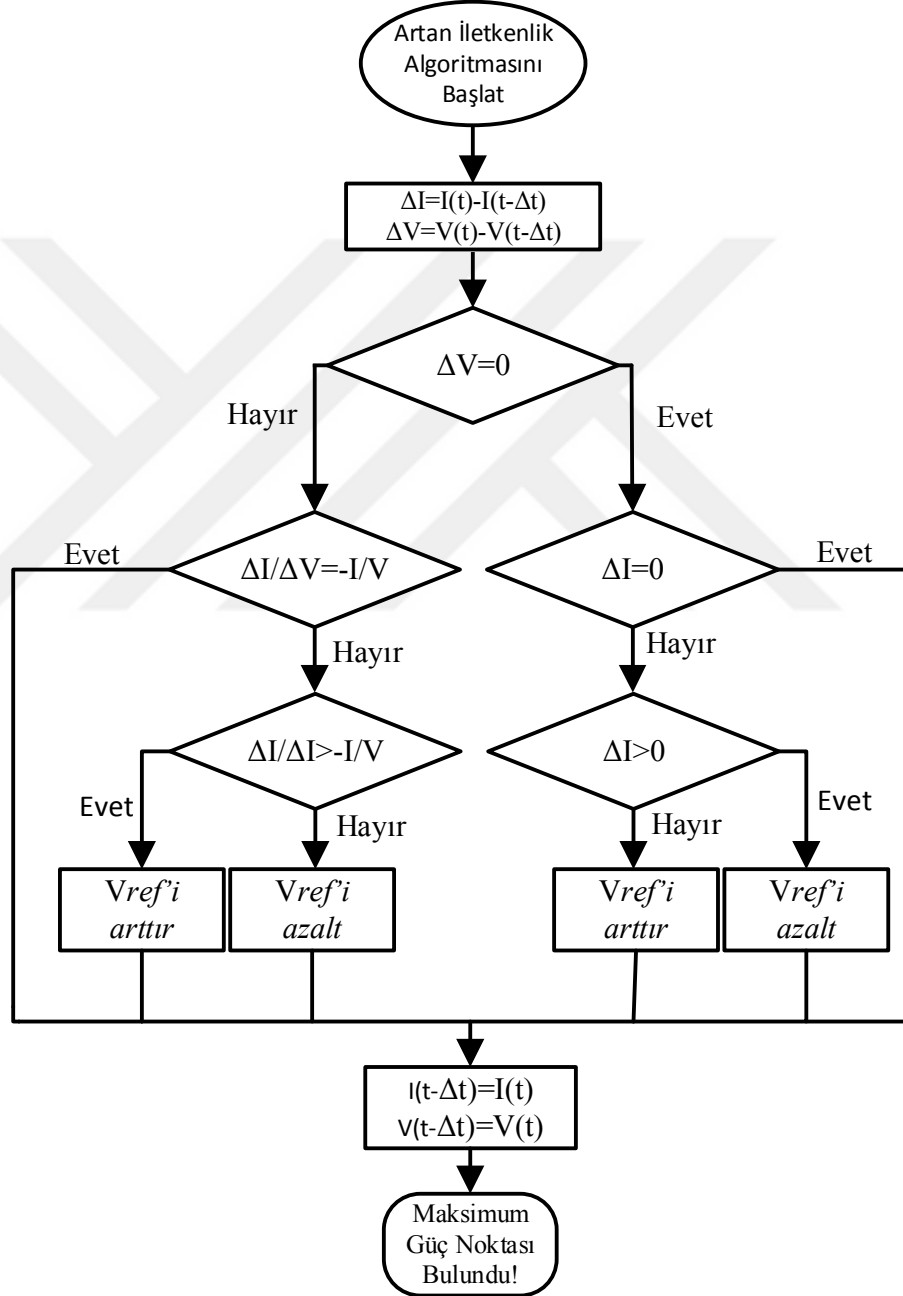 Artan İletkenlik
Algoritmasını
Başlat
ΔI=I(t)-I(t-Δt)
ΔV=V(t)-V(t-Δt)
ΔV=0
Hayır
Evet
Evet
ΔI/ΔV=-I/V
ΔI=0
Evet
Hayır
Hayır
ΔI/ΔI>-I/V
ΔI>0
Evet
Hayır
Hayır
Evet
Vref'i
arttır
Vref'i
azalt
Vref'i
arttır
Vref'i
azalt
I(t-Δt)=I(t)
V(t-Δt)=V(t)
Maksimum
Güç Noktası
Bulundu!